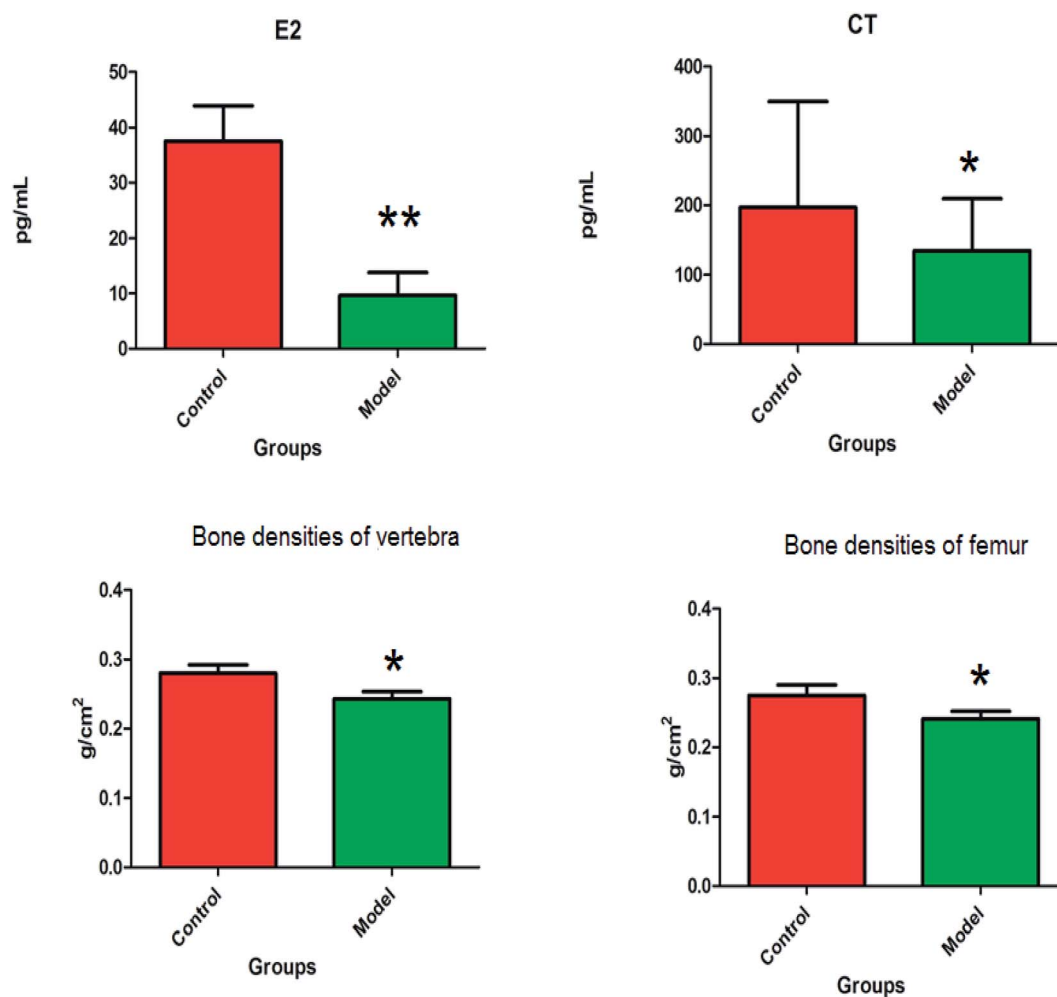 E2
50
40
30
20
10
0
pg/mL
**
Control
Model
Groups
CT
400
300
200
100
0
pg/mL
*
Control
Model
Groups
Bone densities of vertebra
0.4
0.3
0.2
0.1
0.0
g/cm²
*
Control
Model
Groups
Bone densities of femur
0.4
0.3
0.2
0.1
0.0
g/cm²
*
Control
Model
Groups